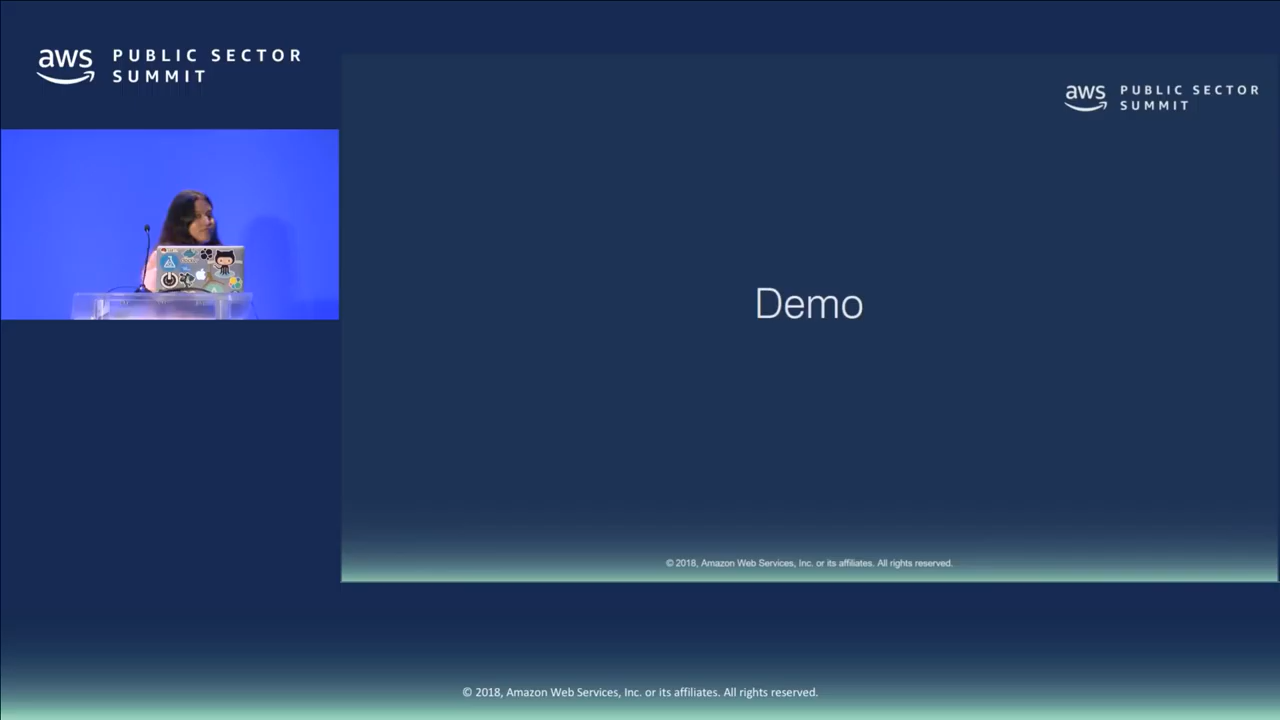 aws PUBLIC SECTOR
SUMMIT
aws PUBLIC SECTOR
SUMMIT
Demo
© 2018, Amazon Web Services, Inc. or its affiliates. All rights reserved.
© 2018, Amazon Web Services, Inc. or its affiliates. All rights reserved.